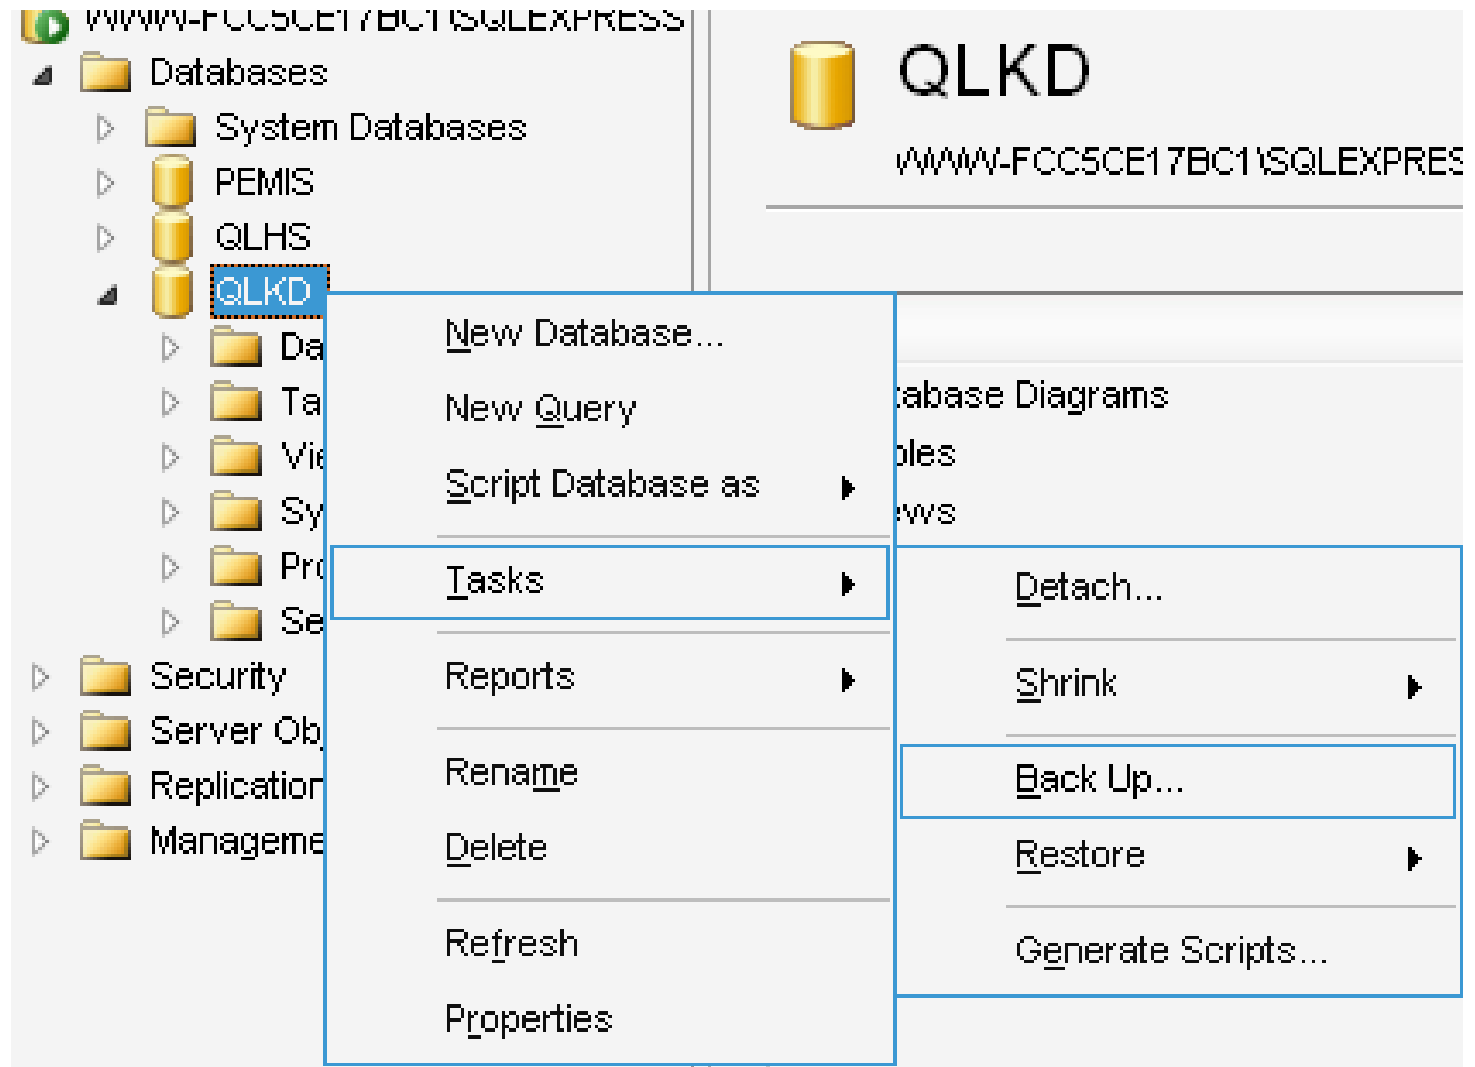 WWW-FCC5CE17BC1\SQLEXPRESS
Databases
System Databases
PEMIS
QLHS
QLKD
Da
Ta
Vie
Sy
Pro
Se
Security
Server Obj
Replication
Manageme
New Database...
New Query
Script Database as
Tasks
Reports
Rename
Delete
Refresh
Properties
QLKD
WWW-FCC5CE17BC1\SQLEXPRES
tabase Diagrams
bles
ews
Detach...
Shrink
Back Up...
Restore
Generate Scripts...